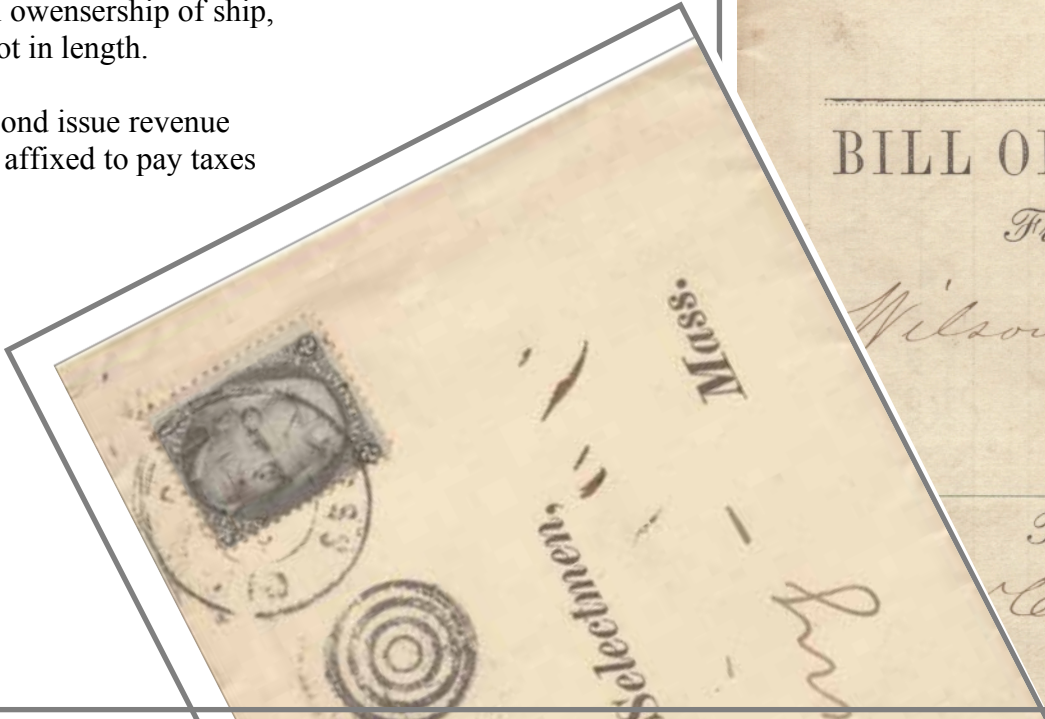 owensership of ship,
ot in length.
ond issue revenue
affixed to pay taxes
BILL O
Wilso
Mass.
Selectmen,